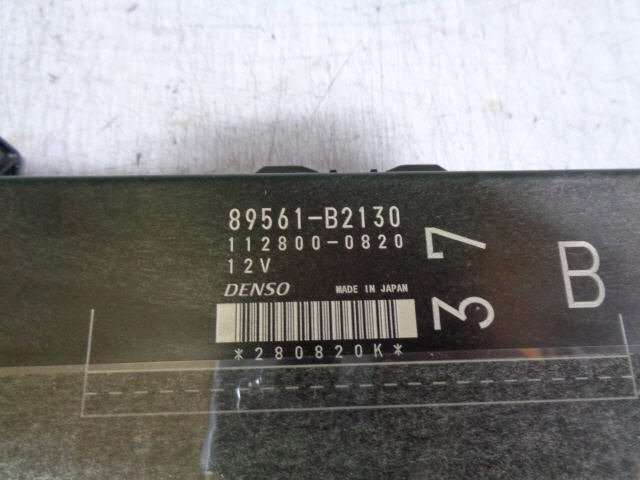 89561-B2130
112800-0820
12V
DENSO MADE IN JAPAN
*280820K*
37
B